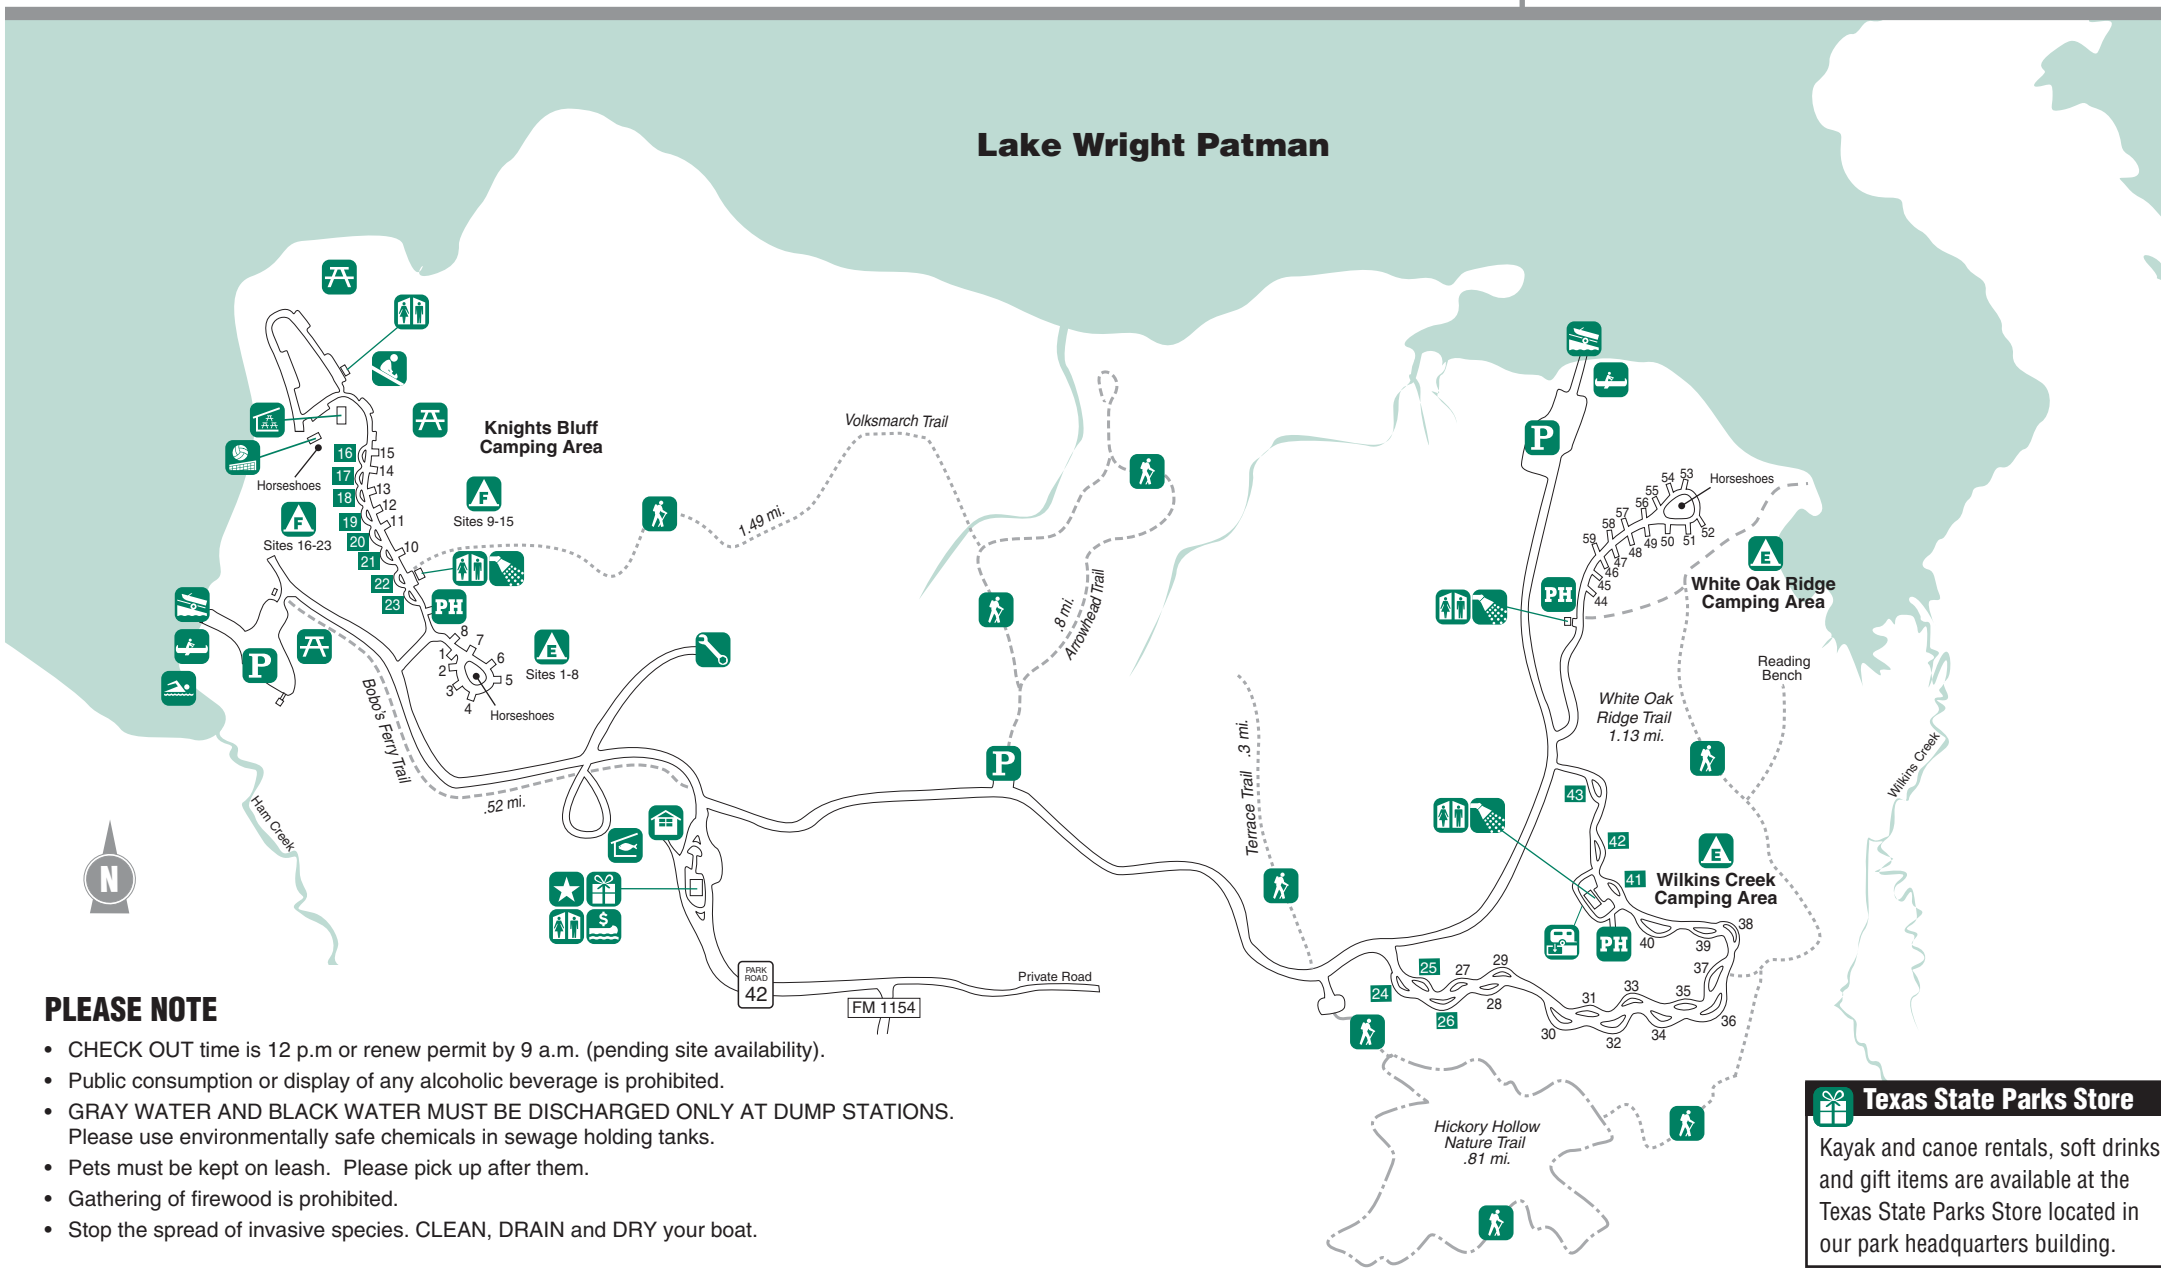 Lake Wright Patman
Knights Bluff
Camping Area
Volksmarch Trail
1.49 mi.
16
17
18
19
20
21
22
23
15
14
13
12
11
10
Horseshoes
F
Sites 16-23
F
Sites 9-15
PH
8
7
6
5
4
3
2
1
E
Sites 1-8
Horseshoes
P
Bobo's Ferry Trail
.52 mi.
Ham Creek
N
.8 mi.
Arrowhead Trail
P
Terrace Trail .3 mi.
P
53
54
55
56
57
58
59
Horseshoes
52
51
50
49
48
47
46
45
44
PH
E
White Oak Ridge
Camping Area
Reading
Bench
White Oak
Ridge Trail
1.13 mi.
Wilkins Creek
43
42
41
E
Wilkins Creek
Camping Area
PH
40
39
38
37
36
35
34
33
32
31
30
29
28
27
26
25
24
$
PARK
ROAD
42
FM 1154
Private Road
Hickory Hollow
Nature Trail
.81 mi.
PLEASE NOTE
• CHECK OUT time is 12 p.m or renew permit by 9 a.m. (pending site availability).
• Public consumption or display of any alcoholic beverage is prohibited.
• GRAY WATER AND BLACK WATER MUST BE DISCHARGED ONLY AT DUMP STATIONS.
Please use environmentally safe chemicals in sewage holding tanks.
• Pets must be kept on leash. Please pick up after them.
• Gathering of firewood is prohibited.
• Stop the spread of invasive species. CLEAN, DRAIN and DRY your boat.
Texas State Parks Store
Kayak and canoe rentals, soft drinks
and gift items are available at the
Texas State Parks Store located in
our park headquarters building.